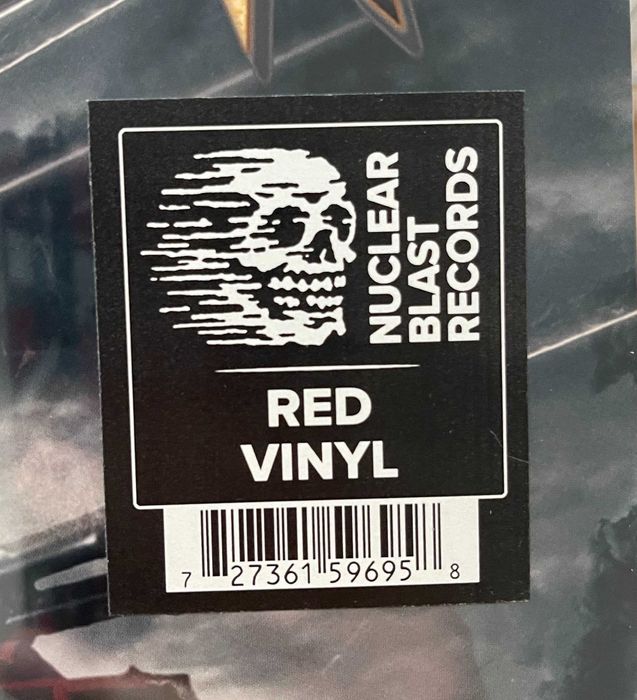 NUCLEAR
BLAST
RECORDS
RED
VINYL
7 27361 59695 8